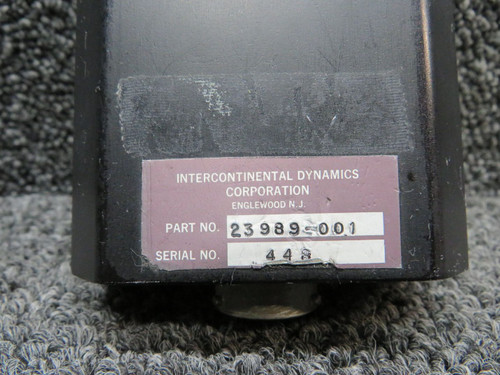 INTERCONTINENTAL DYNAMICS
CORPORATION
ENGLEWOOD N.J.
PART NO. 23989-001
SERIAL NO.